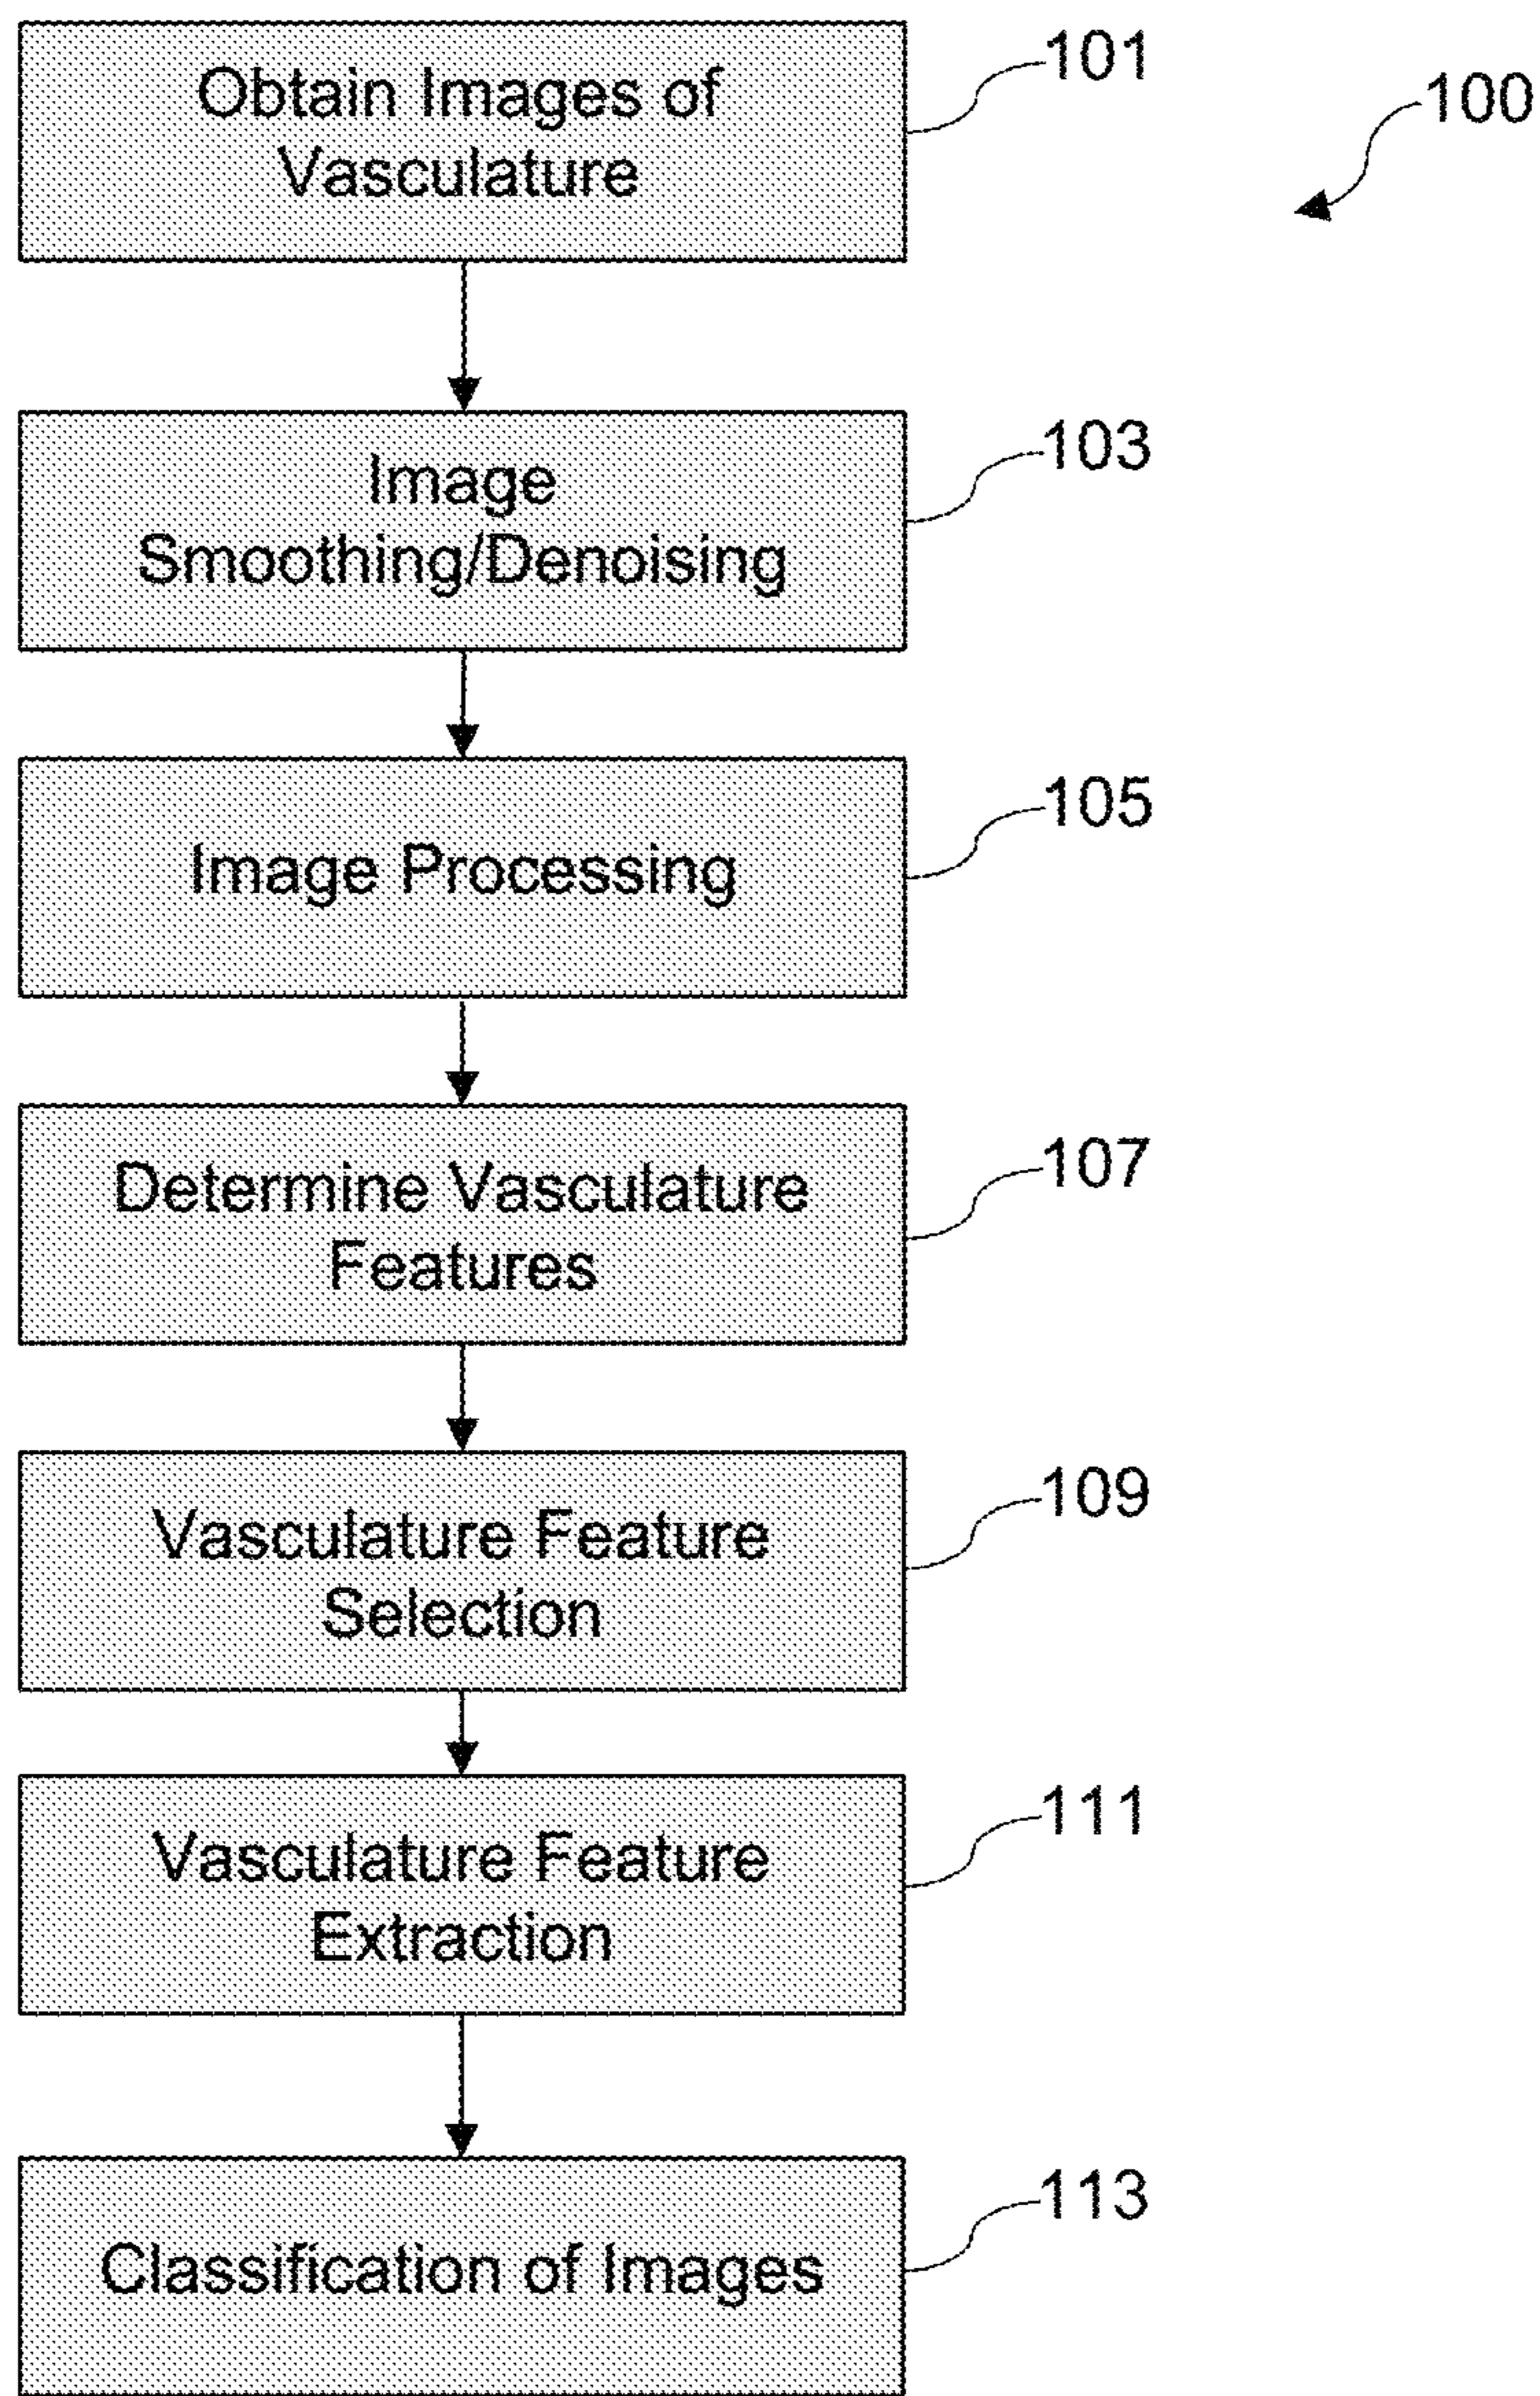 Obtain Images of
Vasculature
101
100
Image
Smoothing/Denoising
103
Image Processing
105
Determine Vasculature
Features
107
Vasculature Feature
Selection
109
Vasculature Feature
Extraction
111
Classification of Images
113